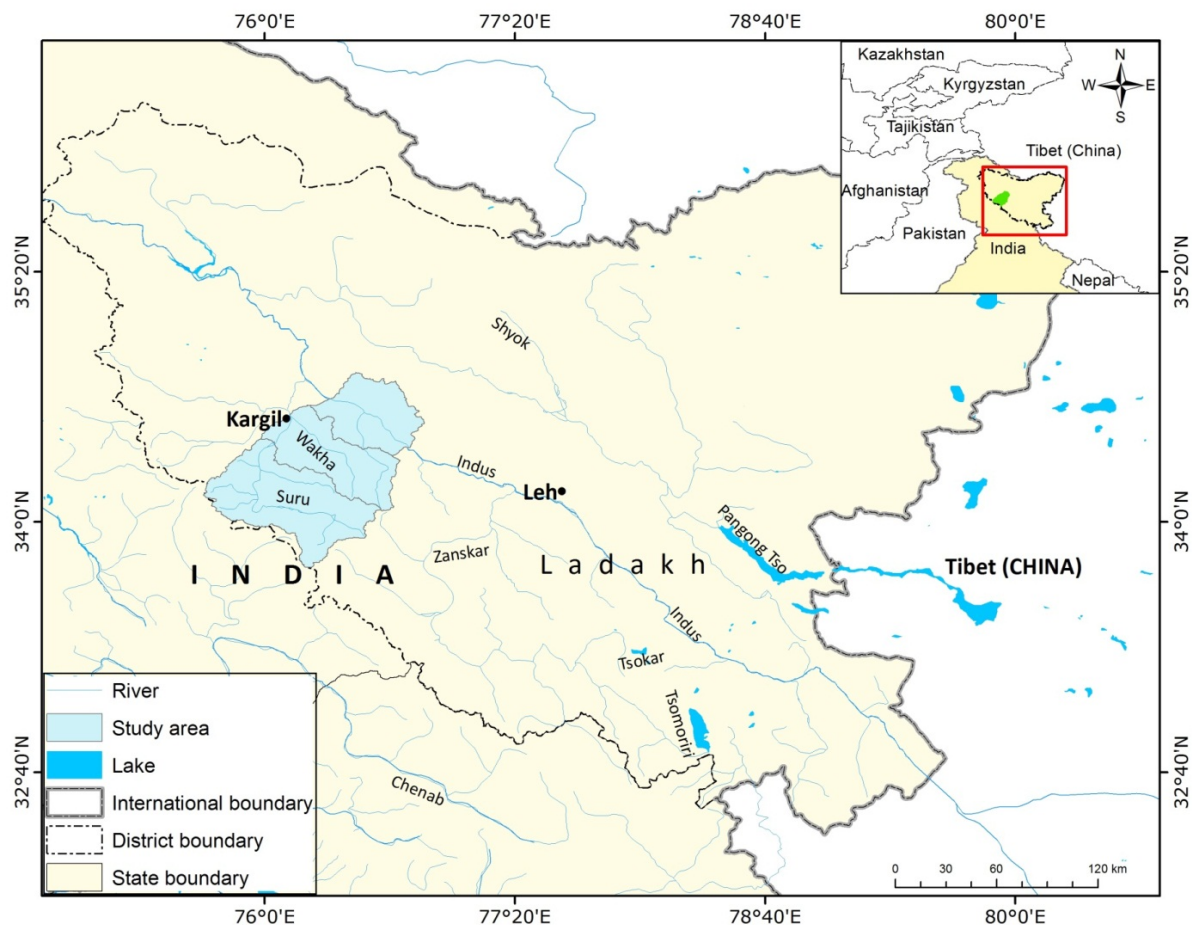 76°0'E
77°20'E
78°40'E
80°0'E
Kazakhstan
N
Kyrgyzstan
W
E
S
Tajikistan
Tibet (China)
Afghanistan
Pakistan
India
Nepal
35°20'N
35°20'N
Shyok
Kargil
Wakha
Indus
Leh
Suru
34°0'N
34°0'N
Pangong Tso
Zanskar
Ladakh
Tibet (CHINA)
INDIA
Indus
Tsokar
Tsomoriri
River
Study area
Lake
32°40'N
32°40'N
International boundary
Chenab
District boundary
State boundary
0 30 60 120 km
76°0'E
77°20'E
78°40'E
80°0'E